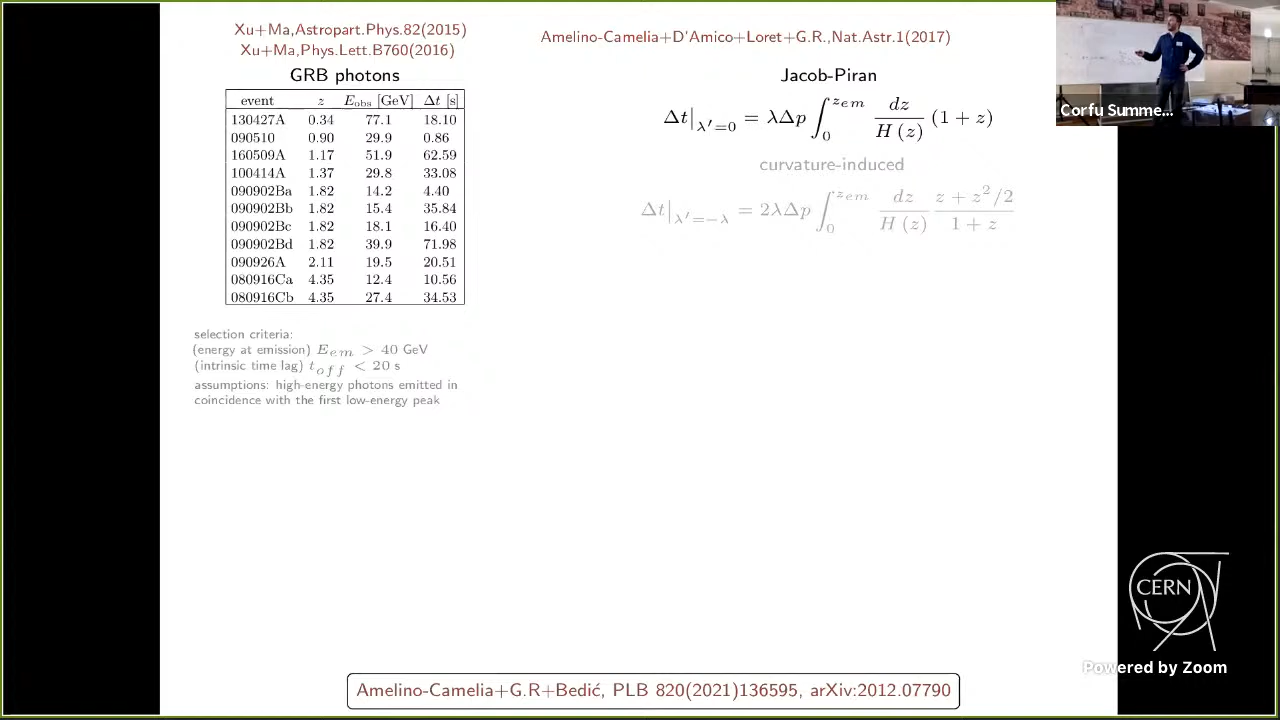 Xu+Ma,Astropart.Phys.82(2015)
Xu+Ma,Phys.Lett.B760(2016)
GRB photons
event z E_obs [GeV] Δt [s]
130427A 0.34 77.1 18.10
090510 0.90 29.9 0.86
160509A 1.17 51.9 62.59
100414A 1.37 29.8 33.08
090902Ba 1.82 14.2 4.40
090902Bb 1.82 15.4 35.84
090902Bc 1.82 18.1 16.40
090902Bd 1.82 39.9 71.98
090926A 2.11 19.5 20.51
080916Ca 4.35 12.4 10.56
080916Cb 4.35 27.4 34.53
selection criteria:
(energy at emission) E_em > 40 GeV
(intrinsic time lag) t_off < 20 s
assumptions: high-energy photons emitted in
coincidence with the first low-energy peak
Amelino-Camelia+D'Amico+Loret+G.R.,Nat.Astr.1(2017)
Jacob-Piran
Δt|_{λ'=0} = λΔp ∫_0^{z_em} dz/H(z) (1 + z)
curvature-induced
Δt|_{λ'=−λ} = 2λΔp ∫_0^{z_em} dz/H(z) (z + z²/2)/(1 + z)
Corfu Summe...
CERN
Powered by Zoom
Amelino-Camelia+G.R+Bedić, PLB 820(2021)136595, arXiv:2012.07790